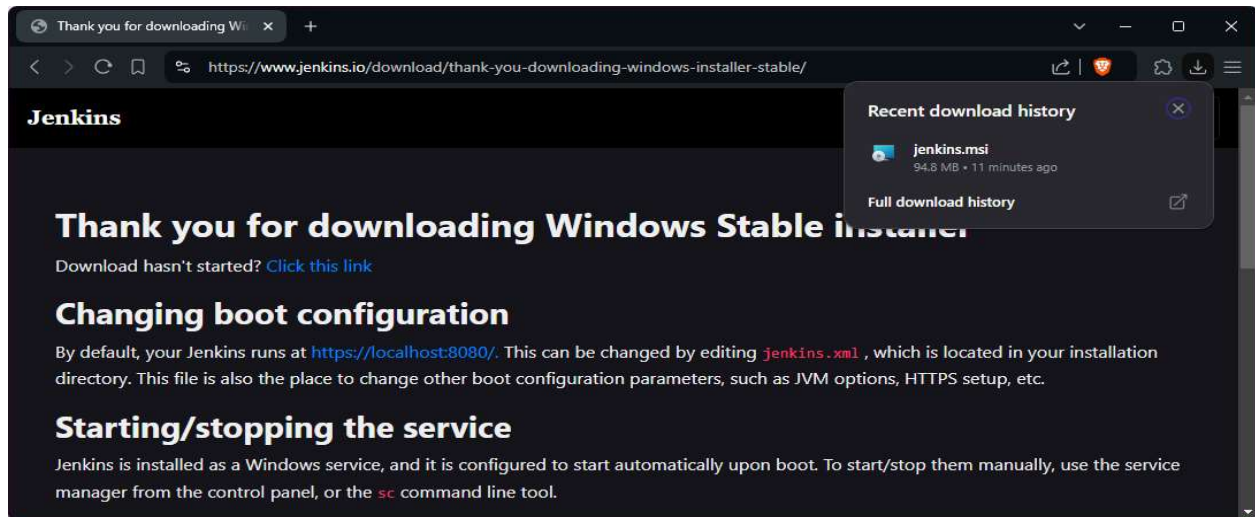 Thank you for downloading Wi
https://www.jenkins.io/download/thank-you-downloading-windows-installer-stable/
Jenkins
Recent download history
jenkins.msi
94.8 MB • 11 minutes ago
Full download history
Thank you for downloading Windows Stable installer
Download hasn't started? Click this link
Changing boot configuration
By default, your Jenkins runs at https://localhost:8080/. This can be changed by editing jenkins.xml , which is located in your installation
directory. This file is also the place to change other boot configuration parameters, such as JVM options, HTTPS setup, etc.
Starting/stopping the service
Jenkins is installed as a Windows service, and it is configured to start automatically upon boot. To start/stop them manually, use the service
manager from the control panel, or the sc command line tool.